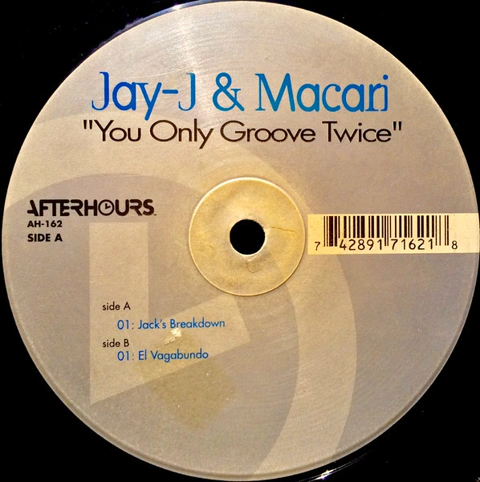 Jay-J & Macari
"You Only Groove Twice"
AFTERHOURS
AH-162
SIDE A
7 42891 71621 8
side A
01: Jack's Breakdown
side B
01: El Vagabundo